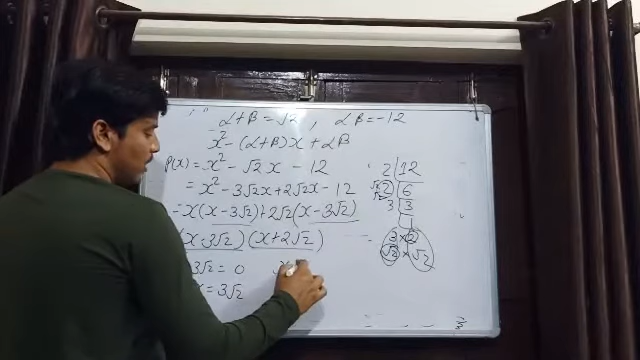 α+β = √2 , αβ = -12
x² - (α+β)x + αβ
p(x) = x² - √2 x - 12
= x² - 3√2x + 2√2x - 12
= x(x - 3√2) + 2√2(x - 3√2)
(x - 3√2) (x + 2√2)
3√2 = 0 x
x = 3√2
2 | 12
2 | 6
3 | 3
1
3 × 2
√2 × √2